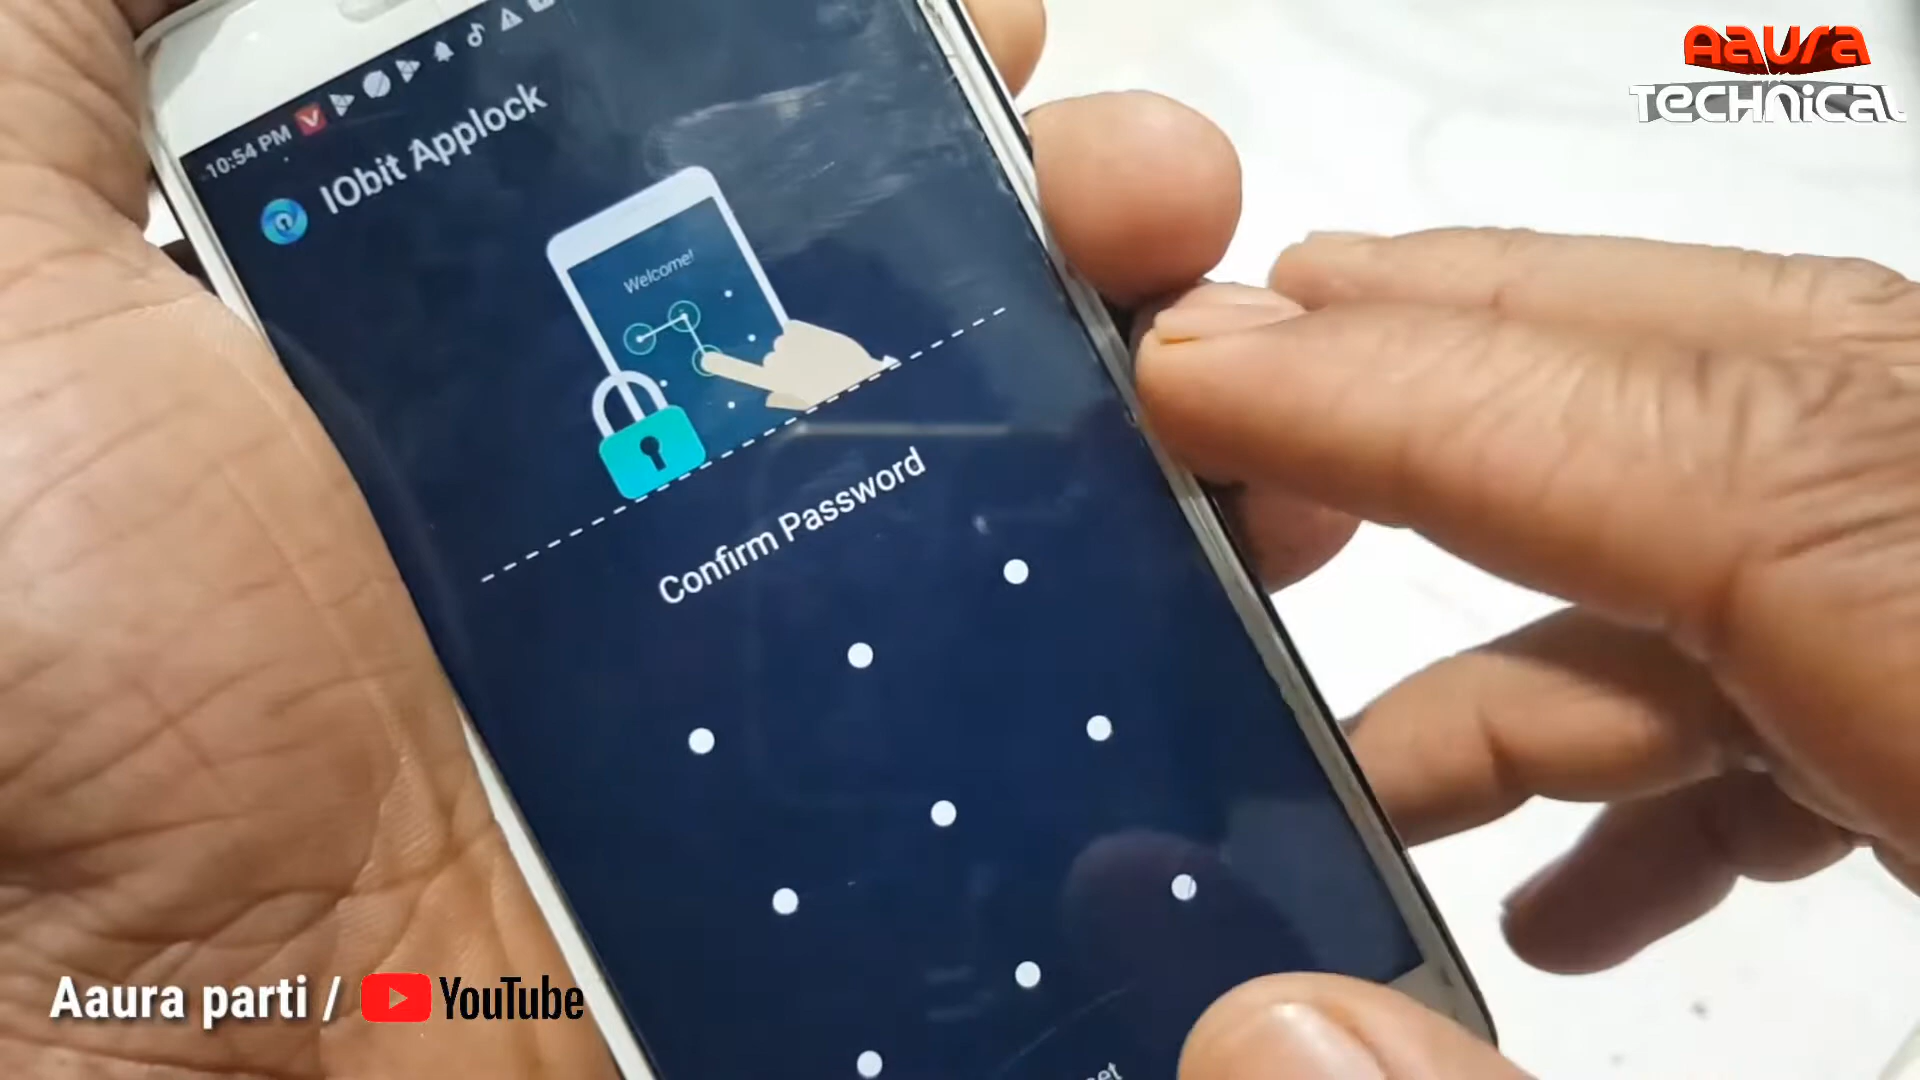 Aaura
Technical
10:54 PM
IObit Applock
Welcome!
Confirm Password
Aaura parti / YouTube